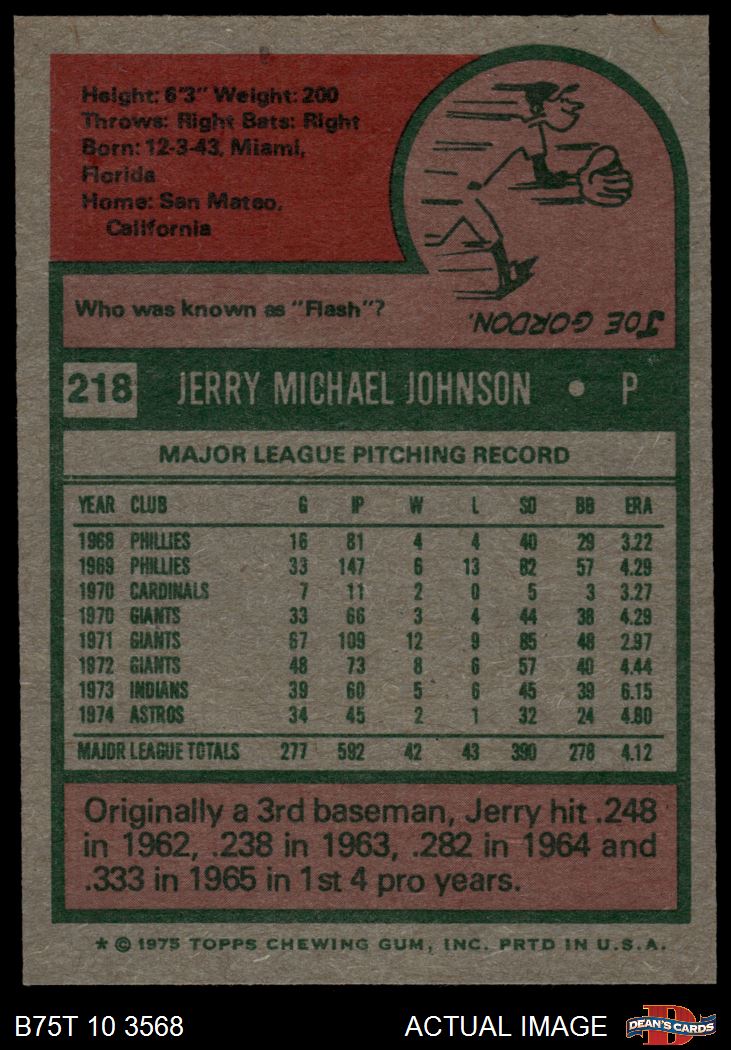 Height: 6'3" Weight: 200
Throws: Right Bats: Right
Born: 12-3-43, Miami,
Florida
Home: San Mateo,
California
Who was known as "Flash"?
JOE GORDON.
218 JERRY MICHAEL JOHNSON • P
MAJOR LEAGUE PITCHING RECORD
YEAR CLUB G IP W L SO BB ERA
1968 PHILLIES 16 81 4 4 40 29 3.22
1969 PHILLIES 33 147 6 13 82 57 4.29
1970 CARDINALS 7 11 2 0 5 3 3.27
1970 GIANTS 33 66 3 4 44 38 4.29
1971 GIANTS 67 109 12 9 85 48 2.97
1972 GIANTS 48 73 8 6 57 40 4.44
1973 INDIANS 39 60 5 6 45 39 6.15
1974 ASTROS 34 45 2 1 32 24 4.80
MAJOR LEAGUE TOTALS 277 592 42 43 390 278 4.12
Originally a 3rd baseman, Jerry hit .248
in 1962, .238 in 1963, .282 in 1964 and
.333 in 1965 in 1st 4 pro years.
* © 1975 TOPPS CHEWING GUM, INC. PRTD IN U.S.A.
B75T 10 3568 ACTUAL IMAGE DEAN'S CARDS